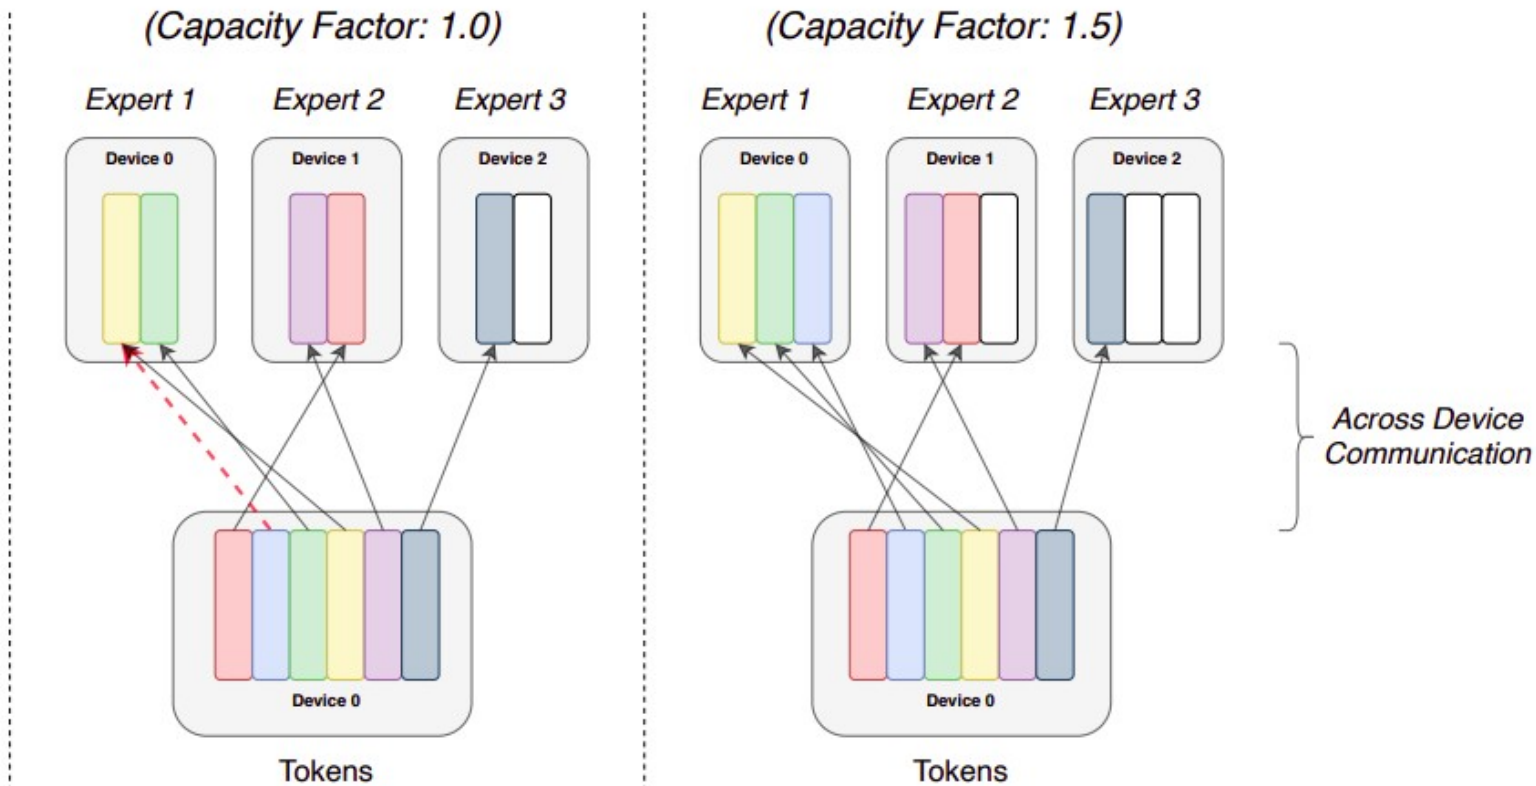 (Capacity Factor: 1.0)
Expert 1
Expert 2
Expert 3
Device 0
Device 1
Device 2
Device 0
Tokens
(Capacity Factor: 1.5)
Expert 1
Expert 2
Expert 3
Device 0
Device 1
Device 2
Device 0
Tokens
Across Device
Communication